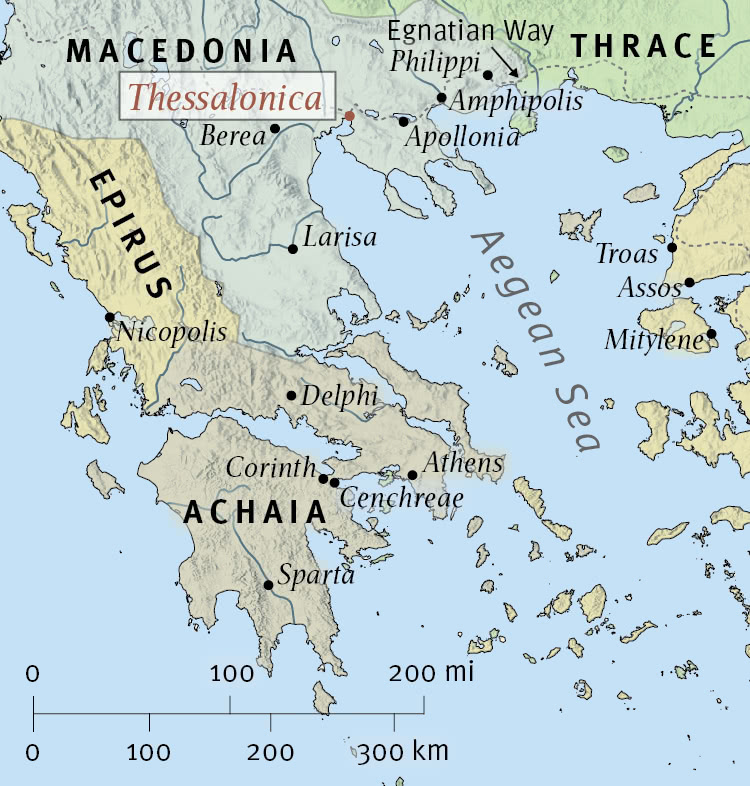 Egnatian Way
MACEDONIA
THRACE
Philippi
Thessalonica
Amphipolis
Berea
Apollonia
EPIRUS
Larisa
Aegean Sea
Troas
Assos
Nicopolis
Mitylene
Delphi
Corinth
Athens
Cenchreae
ACHAIA
Sparta
0 100 200 mi
0 100 200 300 km